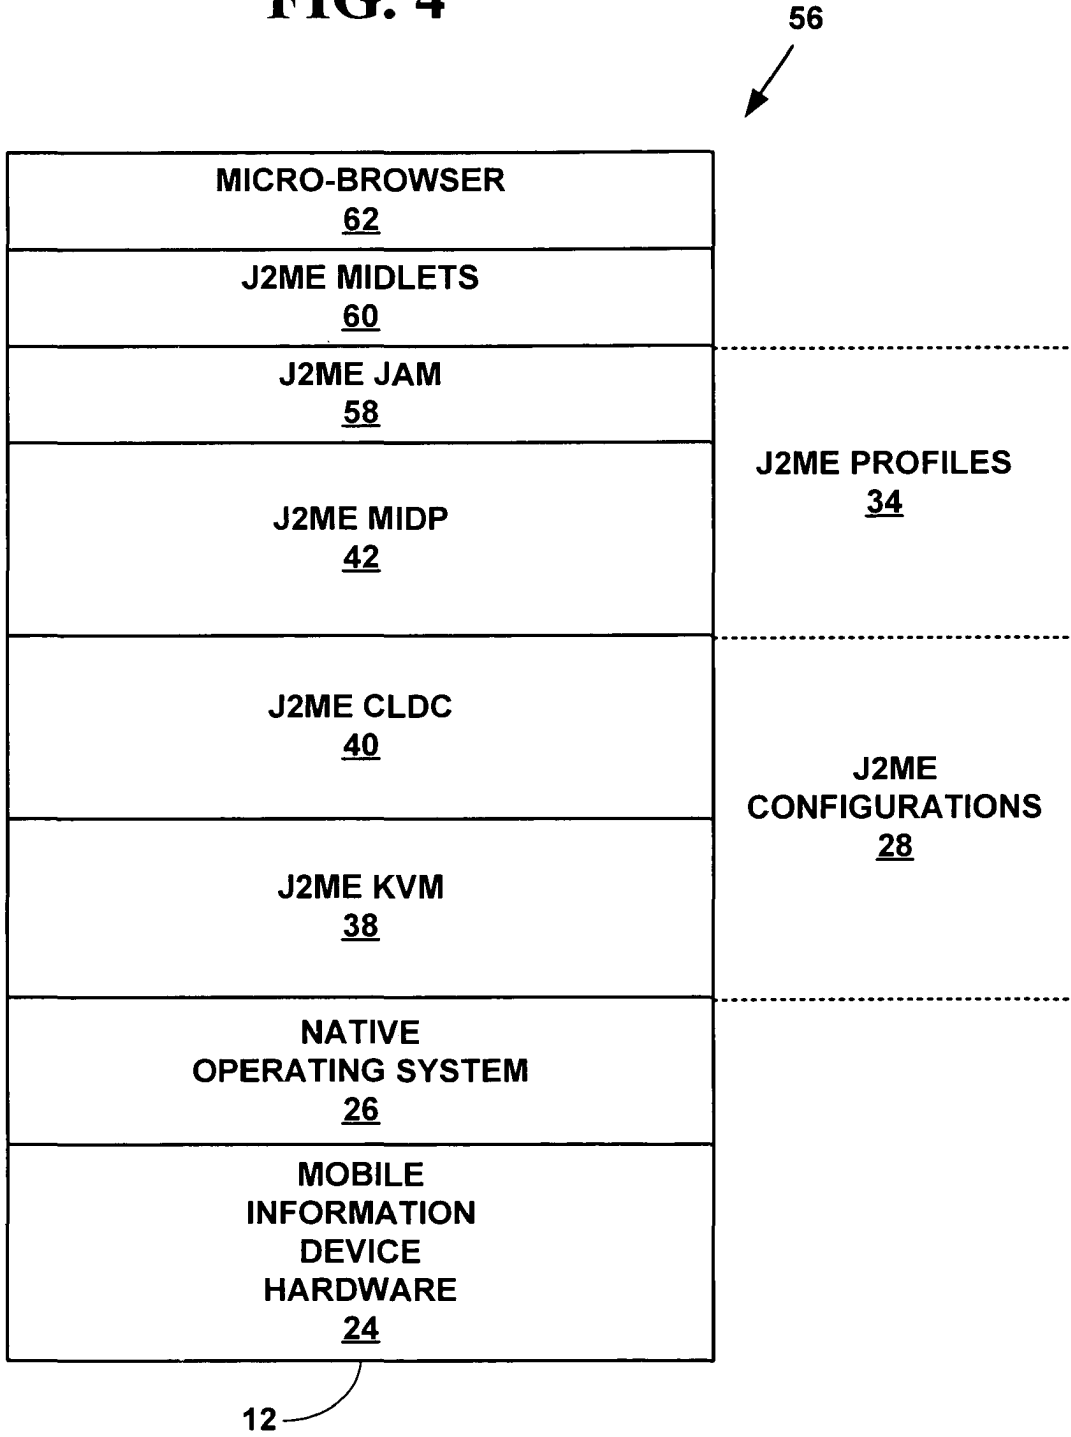 FIG. 4
56
MICRO-BROWSER
62
J2ME MIDLETS
60
J2ME JAM
58
J2ME PROFILES
34
J2ME MIDP
42
J2ME CLDC
40
J2ME
CONFIGURATIONS
28
J2ME KVM
38
NATIVE
OPERATING SYSTEM
26
MOBILE
INFORMATION
DEVICE
HARDWARE
24
12